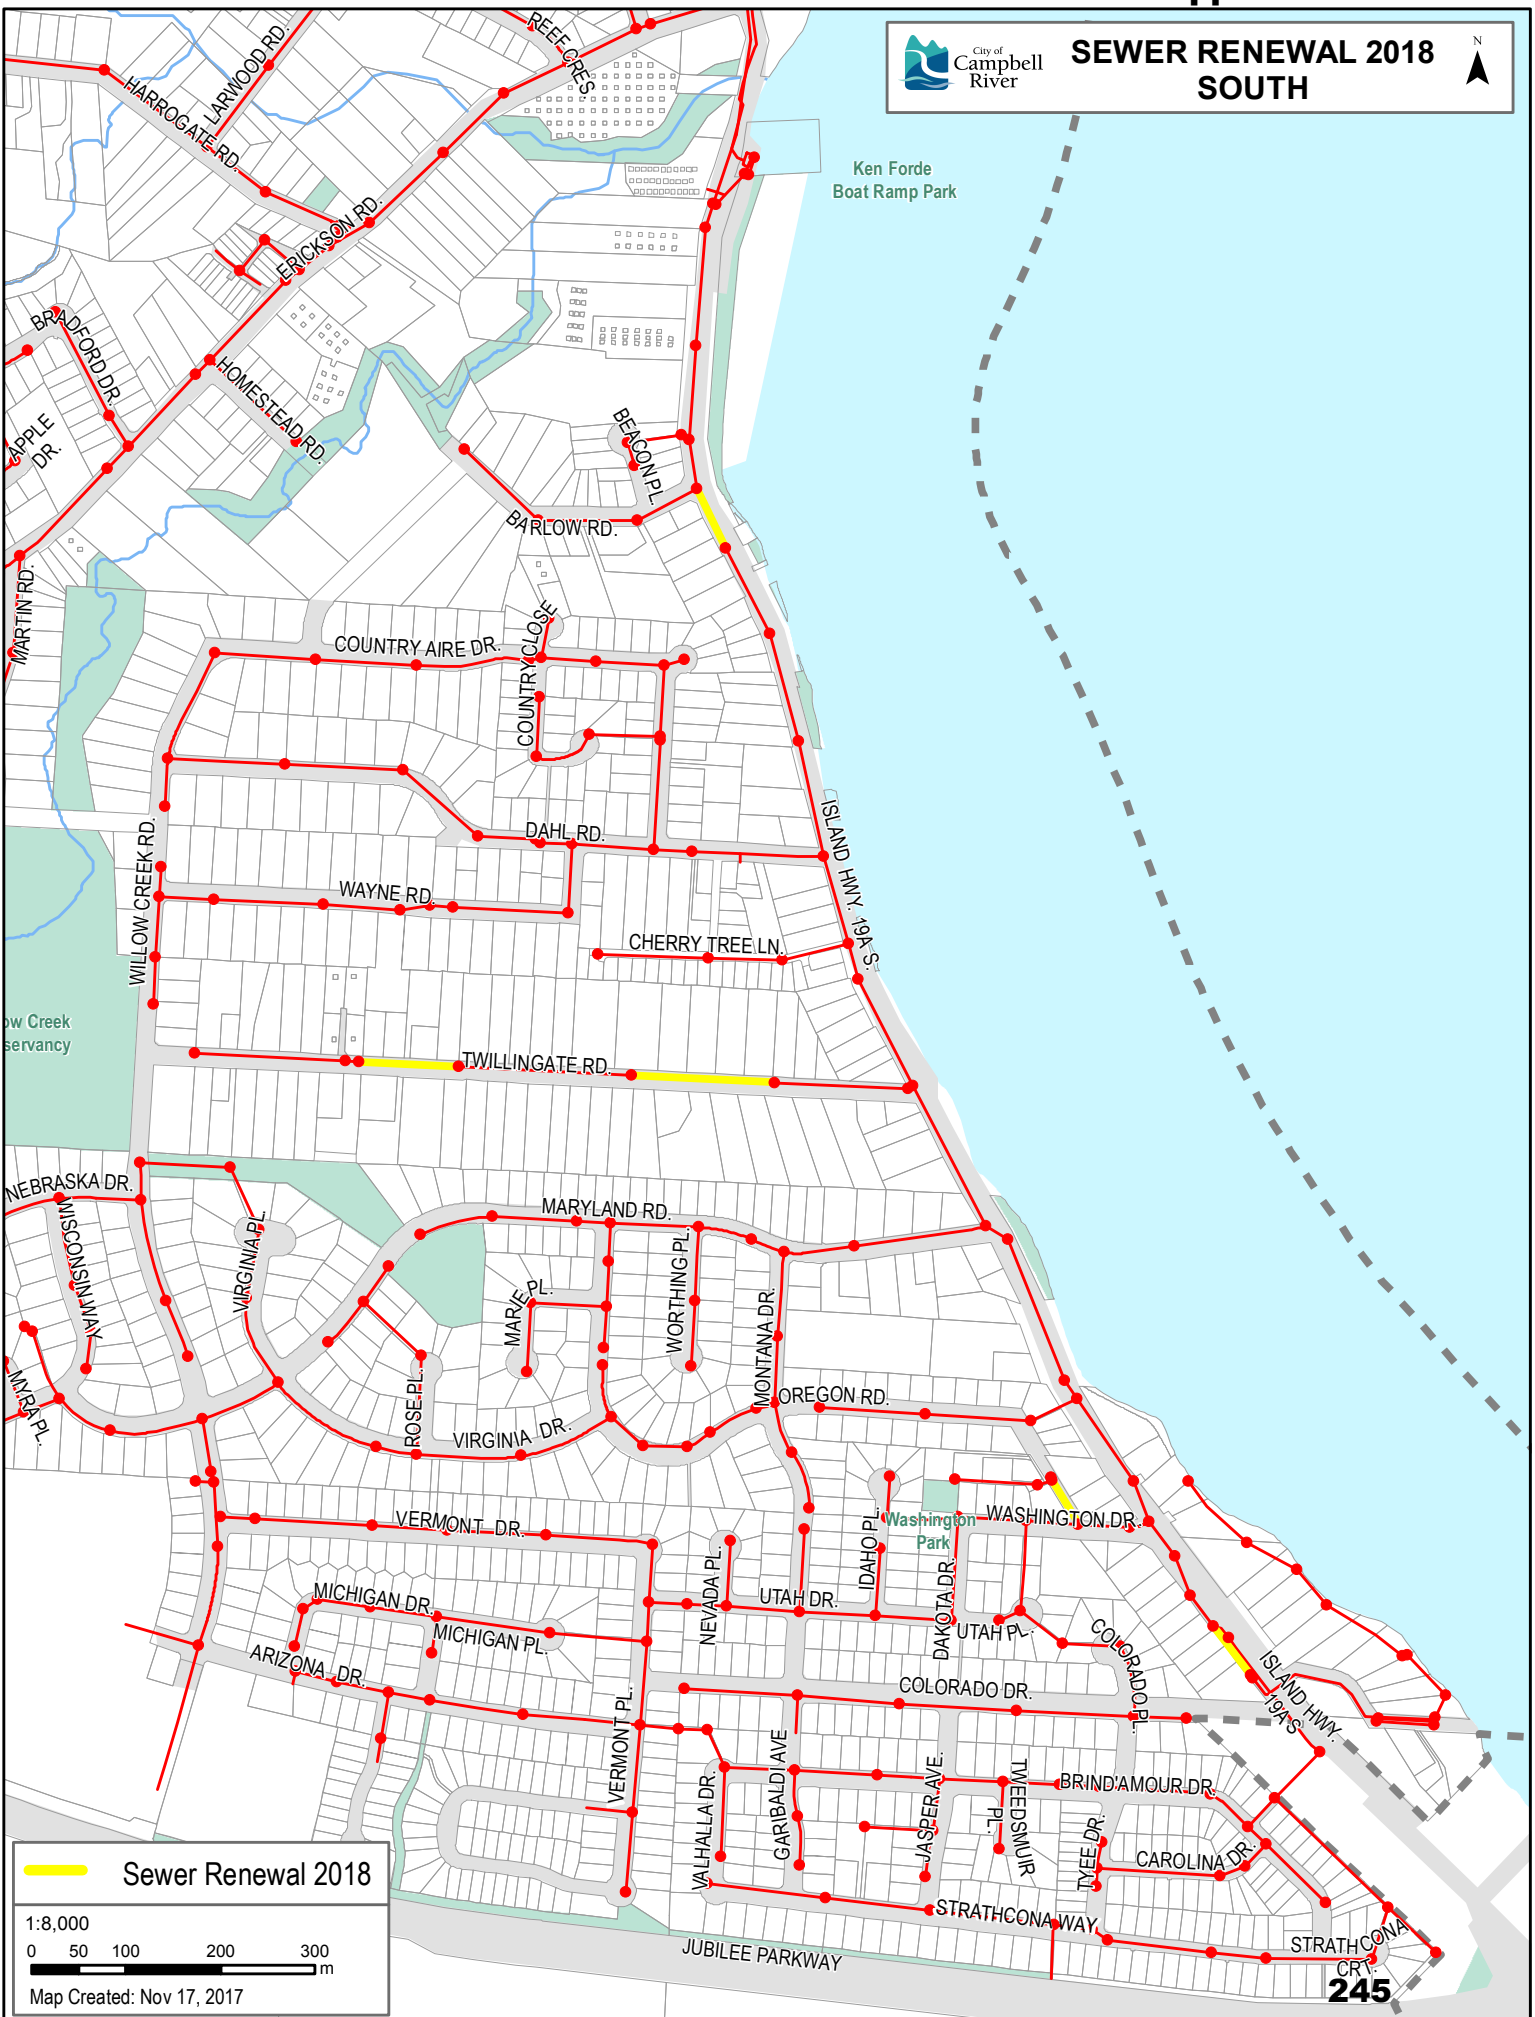 City of
Campbell
River
SEWER RENEWAL 2018
SOUTH
N
REEF CRES.
LARWOOD RD.
HARROGATE RD.
Ken Forde
Boat Ramp Park
ERICKSON RD.
BRADFORD DR.
HOMESTEAD RD.
APPLE
DR.
BEACON PL.
BARLOW RD.
MARTIN RD.
COUNTRY AIRE DR.
COUNTRY CLOSE
ISLAND HWY. 19A S.
DAHL RD.
WILLOW CREEK RD.
WAYNE RD.
CHERRY TREE LN.
ow Creek
servancy
TWILLINGATE RD.
NEBRASKA DR.
WISCONSIN WAY
VIRGINIA PL.
MARYLAND RD.
MARIE PL.
WORTHING PL.
MONTANA DR.
MYRA PL.
ROSE PL.
VIRGINIA DR.
OREGON RD.
VERMONT DR.
IDAHO PL.
Washington
Park
WASHINGTON DR.
NEVADA PL.
UTAH DR.
DAKOTA DR.
UTAH PL.
MICHIGAN DR.
MICHIGAN PL.
ARIZONA DR.
COLORADO PL.
COLORADO DR.
ISLAND HWY.
19A S
VERMONT PL.
VALHALLA DR.
GARIBALDI AVE
JASPER AVE.
TWEEDSMUIR
PL.
BRIND'AMOUR DR.
TYEE DR.
CAROLINA DR.
STRATHCONA WAY
STRATHCONA
CRT.
JUBILEE PARKWAY
245
Sewer Renewal 2018
1:8,000
0 50 100 200 300
m
Map Created: Nov 17, 2017